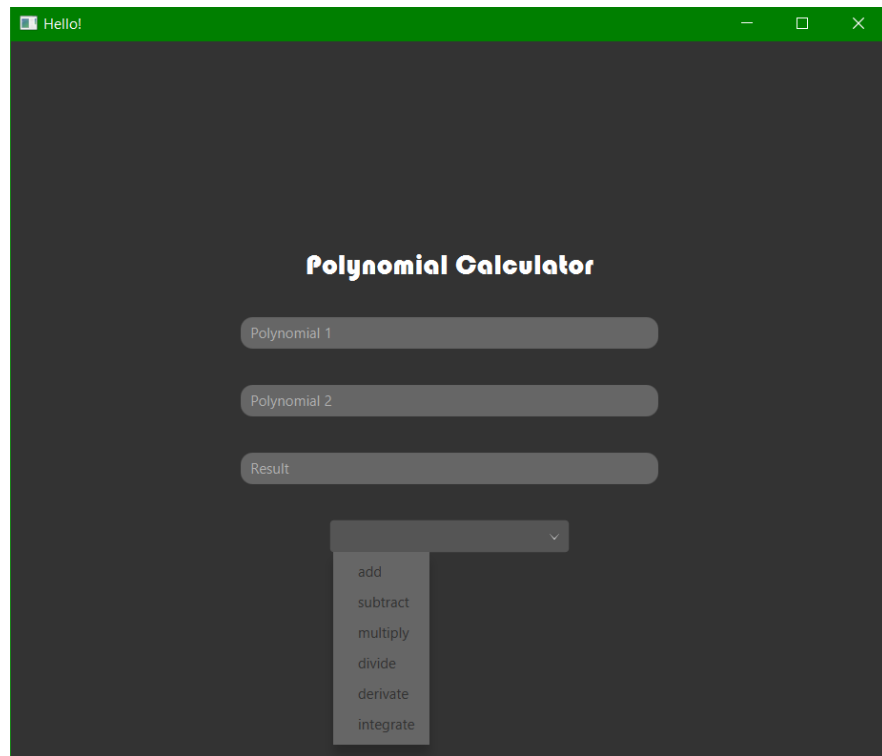 Hello!
Polynomial Calculator
Polynomial 1
Polynomial 2
Result
add
subtract
multiply
divide
derivate
integrate